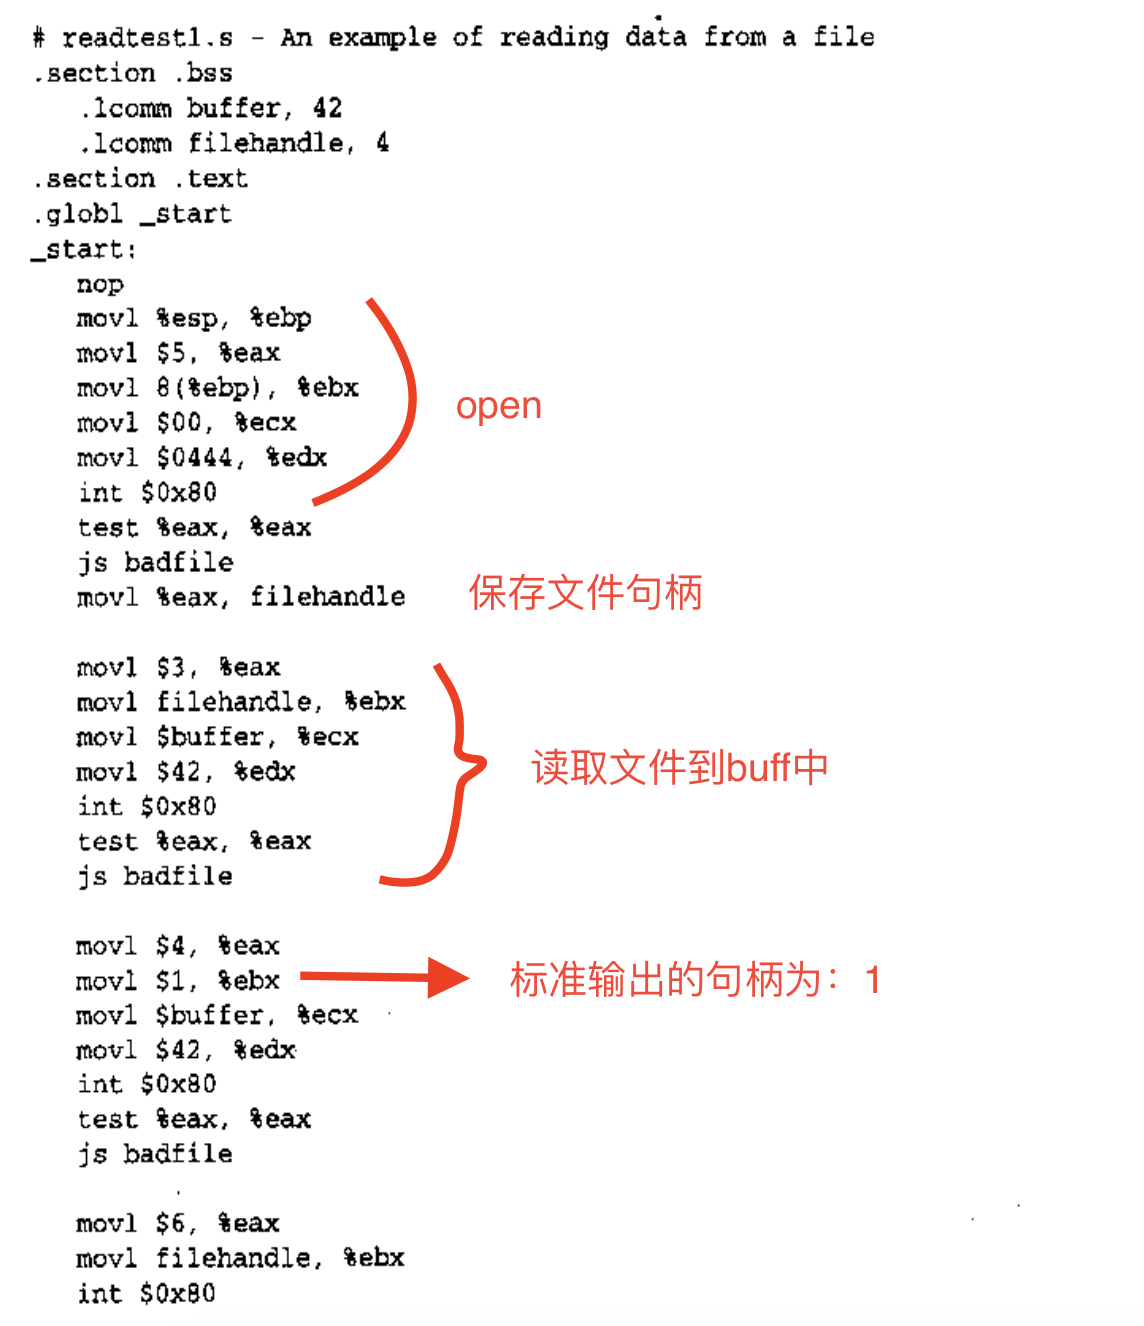 # readtest1.s - An example of reading data from a file
.section .bss
.lcomm buffer, 42
.lcomm filehandle, 4
.section .text
.globl _start
_start:
nop
movl %esp, %ebp
movl $5, %eax
movl 8(%ebp), %ebx
open
movl $00, %ecx
movl $0444, %edx
int $0x80
test %eax, %eax
js badfile
movl %eax, filehandle
保存文件句柄
movl $3, %eax
movl filehandle, %ebx
movl $buffer, %ecx
movl $42, %edx
读取文件到buff中
int $0x80
test %eax, %eax
js badfile
movl $4, %eax
movl $1, %ebx
标准输出的句柄为：1
movl $buffer, %ecx
movl $42, %edx
int $0x80
test %eax, %eax
js badfile
movl $6, %eax
movl filehandle, %ebx
int $0x80